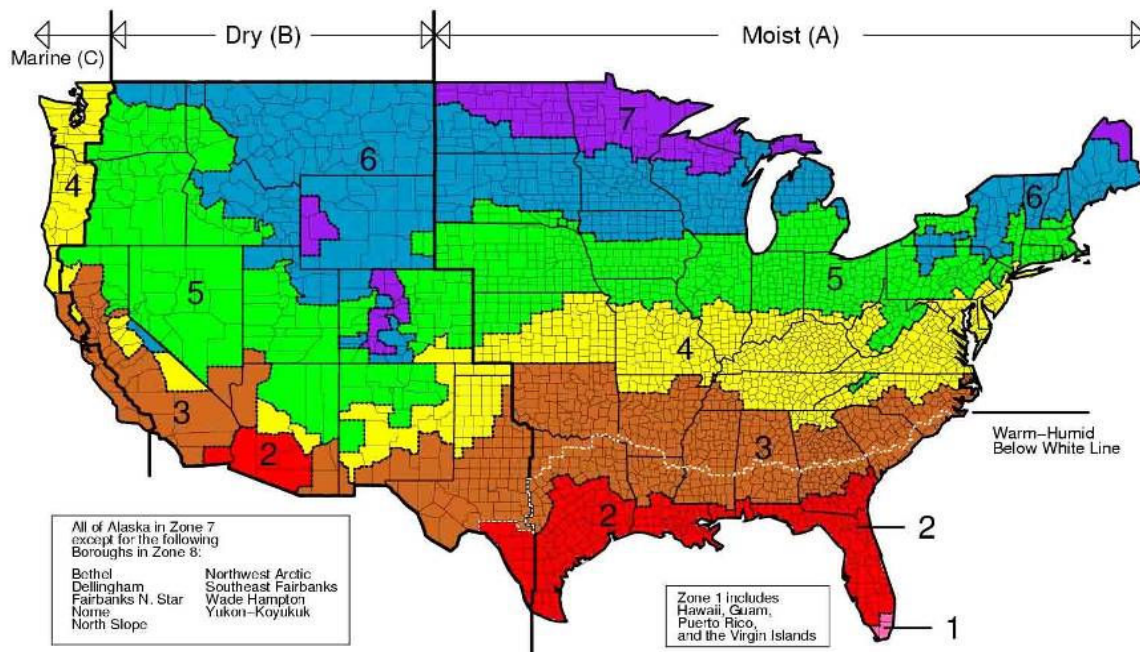 Marine (C)
Dry (B)
Moist (A)
7
6
4
6
5
5
4
3
3
2
Warm-Humid
Below White Line
2
2
1
All of Alaska in Zone 7
except for the following
Boroughs in Zone 8:
Bethel
Dellingham
Fairbanks N. Star
Nome
North Slope
Northwest Arctic
Southeast Fairbanks
Wade Hampton
Yukon-Koyukuk
Zone 1 includes
Hawaii, Guam,
Puerto Rico,
and the Virgin Islands